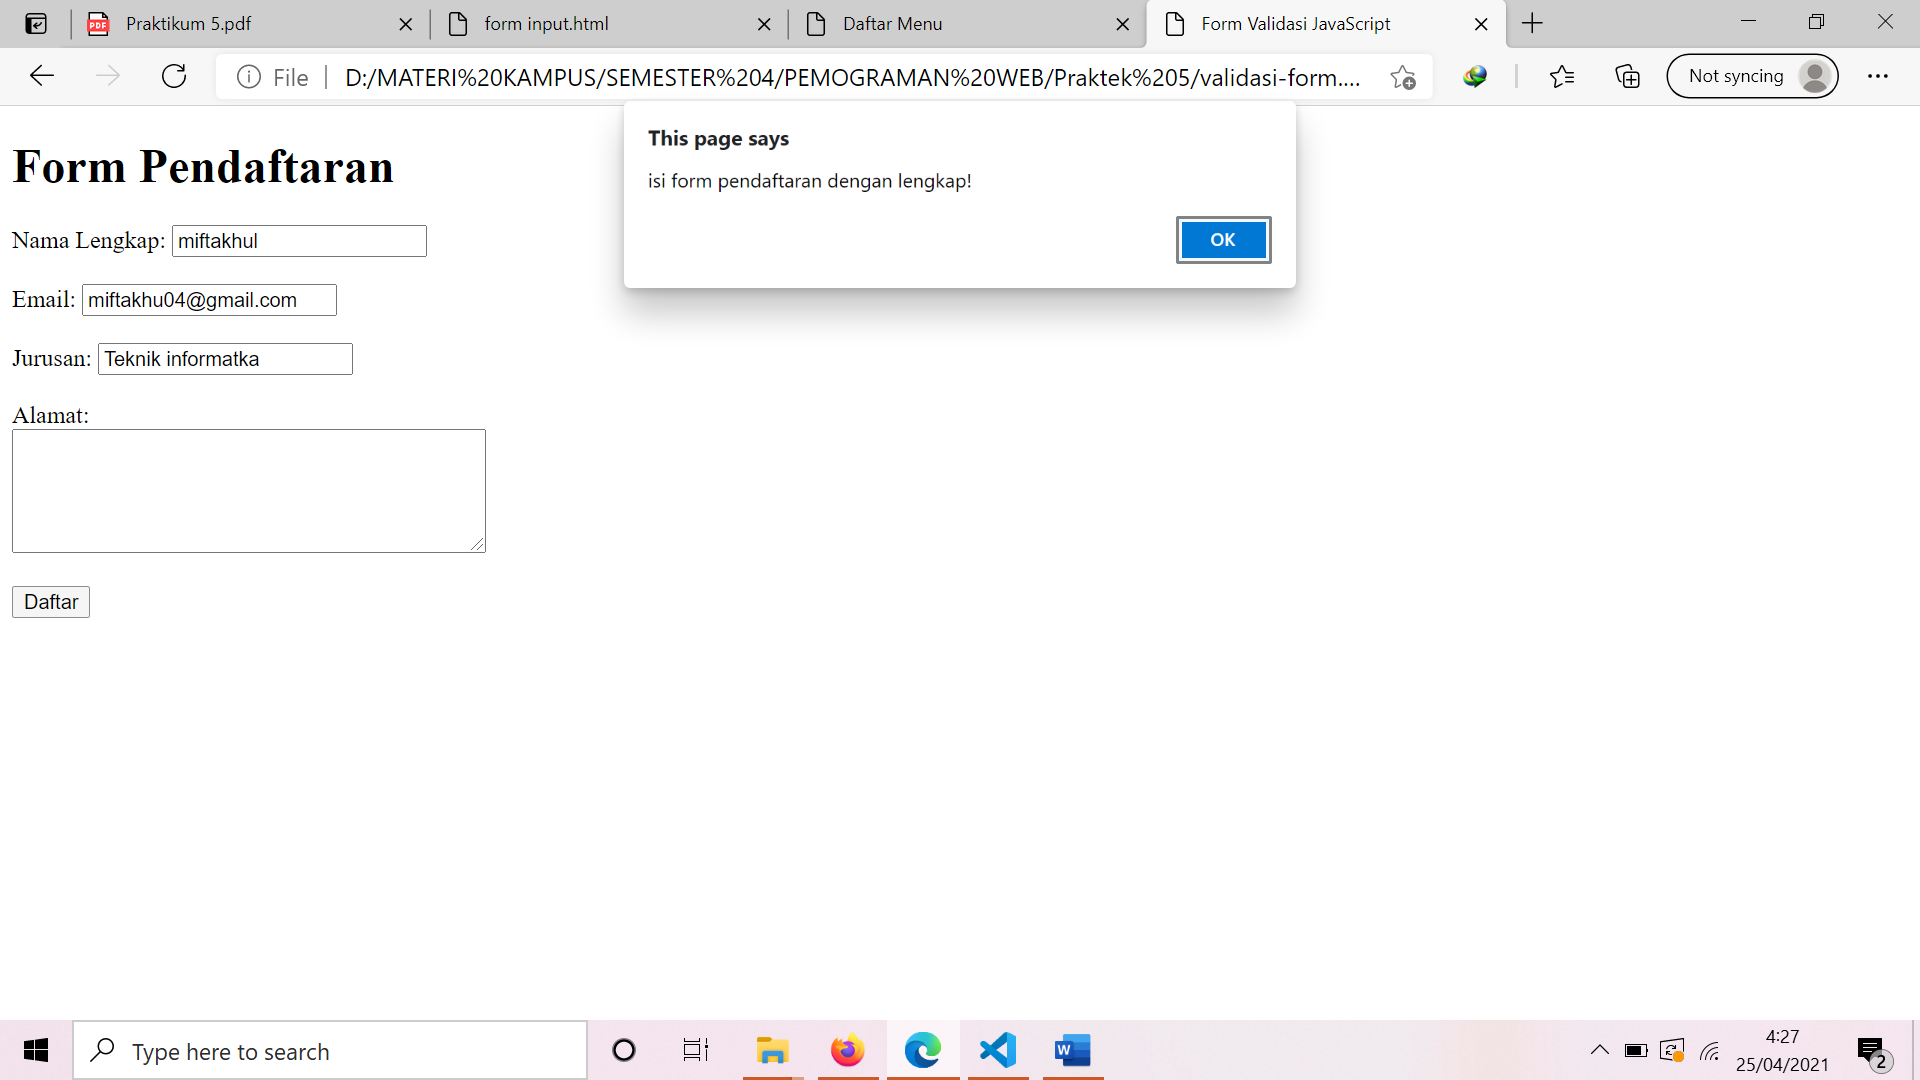 Praktikum 5.pdf
form input.html
Daftar Menu
Form Validasi JavaScript
File
D:/MATERI%20KAMPUS/SEMESTER%204/PEMOGRAMAN%20WEB/Praktek%205/validasi-form....
Not syncing
This page says
isi form pendaftaran dengan lengkap!
OK
Form Pendaftaran
Nama Lengkap: miftakhul
Email: miftakhu04@gmail.com
Jurusan: Teknik informatka
Alamat:
Daftar
Type here to search
4:27
25/04/2021
2